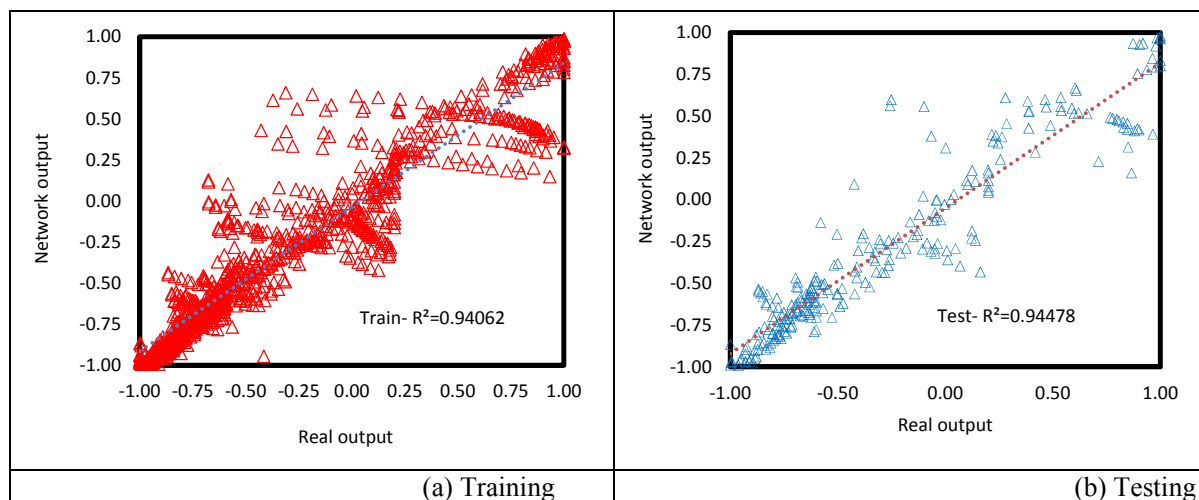 1.00
0.75
0.50
0.25
0.00
-0.25
-0.50
-0.75
-1.00
Network output
Train- R²=0.94062
-1.00 -0.75 -0.50 -0.25 0.00 0.25 0.50 0.75 1.00
Real output
(a) Training
1.00
0.75
0.50
0.25
0.00
-0.25
-0.50
-0.75
-1.00
Network output
Test- R²=0.94478
-1.00 -0.50 0.00 0.50 1.00
Real output
(b) Testing